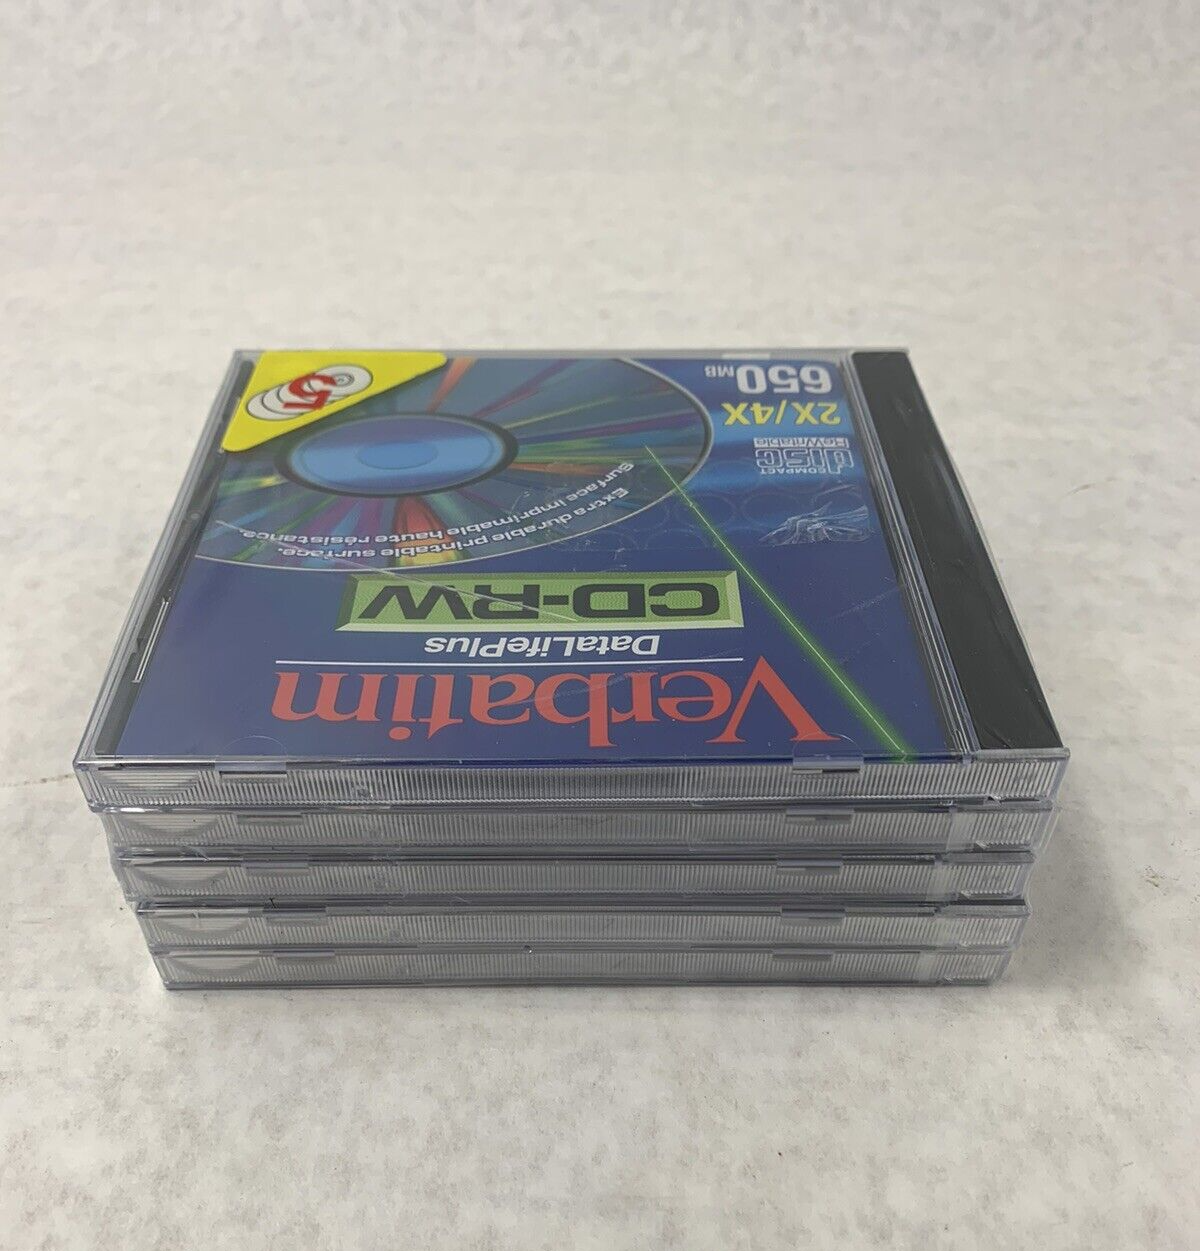 Verbatim
DataLifePlus
CD-RW
Extra durable printable surface.
Surface imprimable haute résistance.
COMPACT
disc
ReWritable
2X/4X
650 MB
5